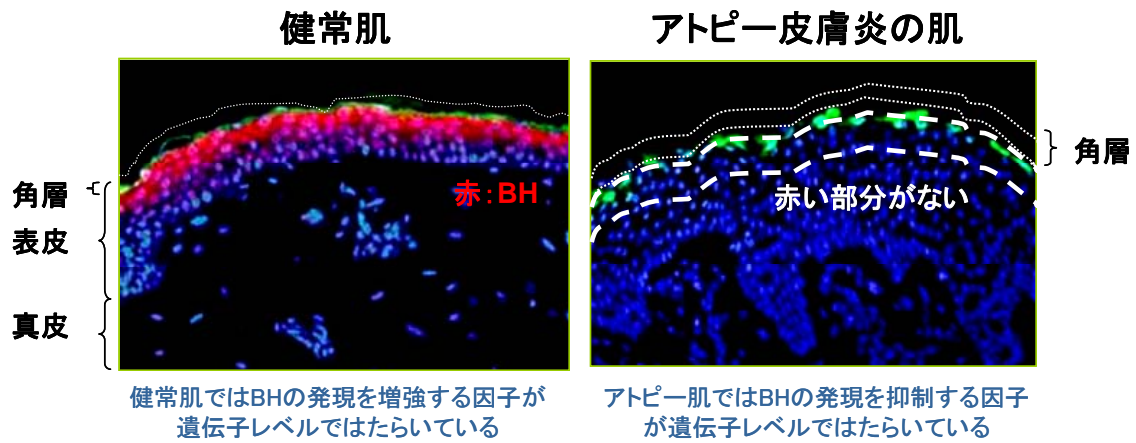 健常肌
アトピー皮膚炎の肌
角層
表皮
真皮
赤：BH
赤い部分がない
角層
健常肌ではBHの発現を増強する因子が
遺伝子レベルではたらいている
アトピー肌ではBHの発現を抑制する因子
が遺伝子レベルではたらいている